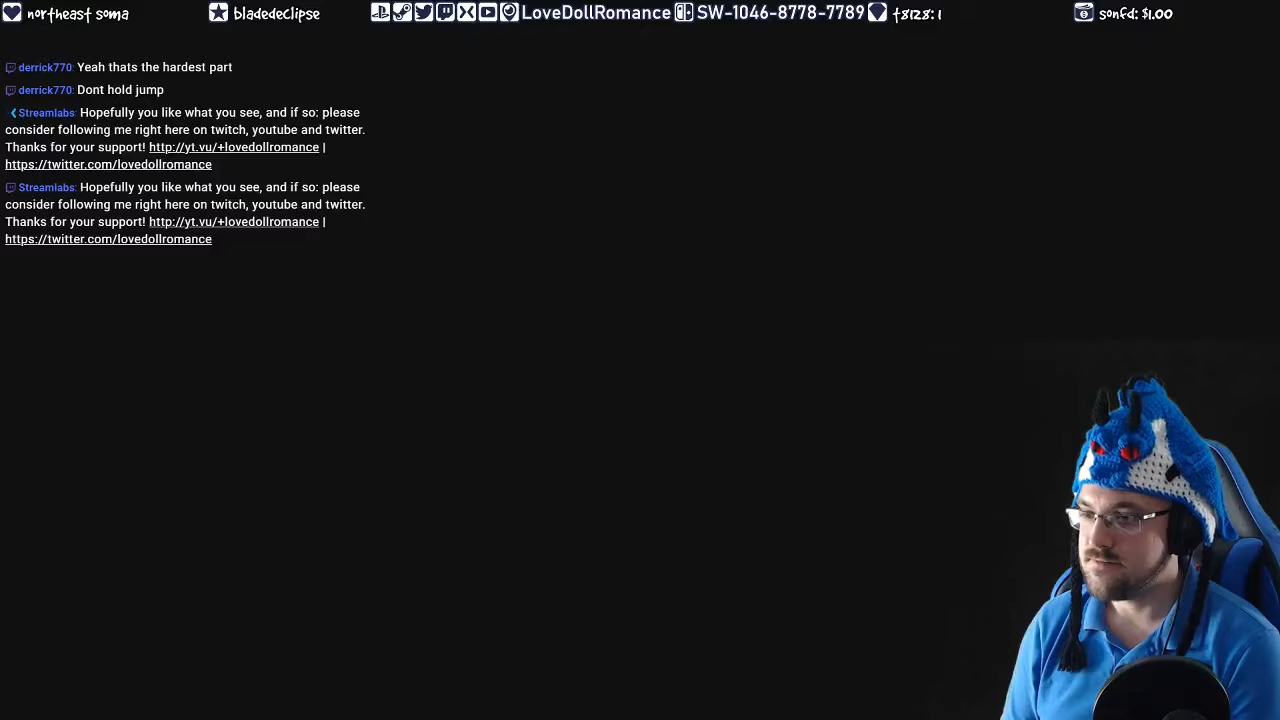 northeast soma bladedeclipse LoveDollRomance SW-1046-8778-7789 t8128: 1 sonfd: $1.00
derrick770: Yeah thats the hardest part
derrick770: Dont hold jump
Streamlabs: Hopefully you like what you see, and if so: please
consider following me right here on twitch, youtube and twitter.
Thanks for your support! http://yt.vu/+lovedollromance |
https://twitter.com/lovedollromance
Streamlabs: Hopefully you like what you see, and if so: please
consider following me right here on twitch, youtube and twitter.
Thanks for your support! http://yt.vu/+lovedollromance |
https://twitter.com/lovedollromance